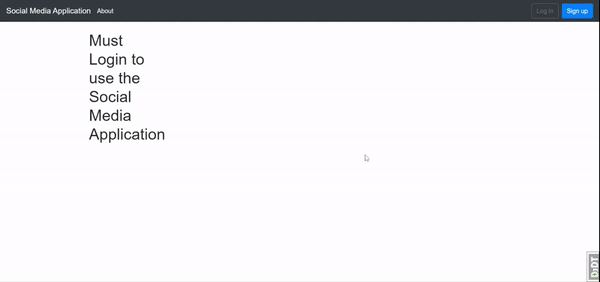 Social Media Application About Log in Sign up
Must
Login to
use the
Social
Media
Application
DjDT